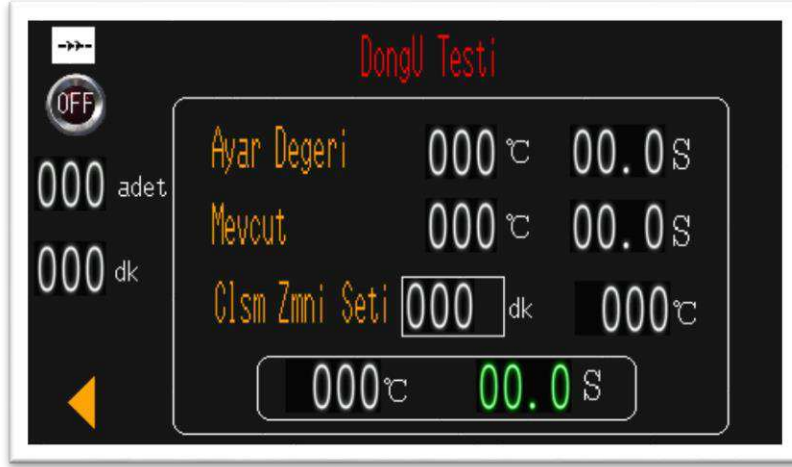 DongU Testi
OFF
Ayar Degeri 000 °C 00.0 S
000 adet
Mevcut 000 °C 00.0 S
000 dk
Clsm Zmni Seti 000 dk 000 °C
000 °C 00.0 S